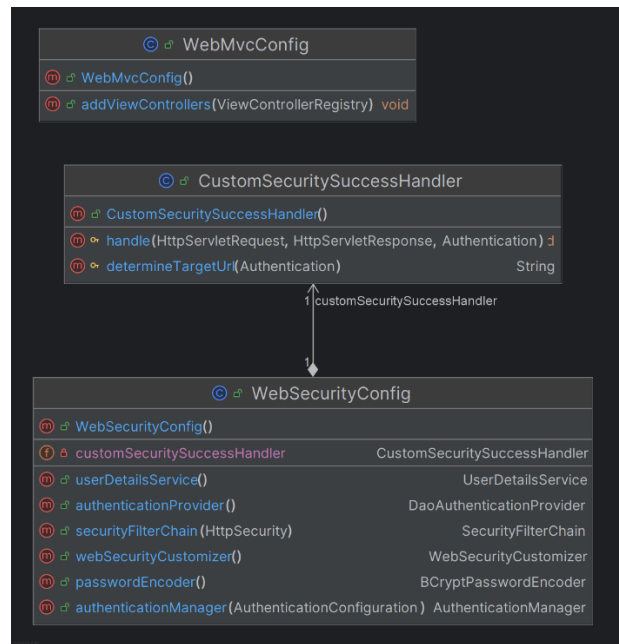 WebMvcConfig
WebMvcConfig()
addViewControllers(ViewControllerRegistry) void
CustomSecuritySuccessHandler
CustomSecuritySuccessHandler()
handle(HttpServletRequest, HttpServletResponse, Authentication)
determineTargetUrl(Authentication) String
1 customSecuritySuccessHandler
1
WebSecurityConfig
WebSecurityConfig()
customSecuritySuccessHandler CustomSecuritySuccessHandler
userDetailsService() UserDetailsService
authenticationProvider() DaoAuthenticationProvider
securityFilterChain(HttpSecurity) SecurityFilterChain
webSecurityCustomizer() WebSecurityCustomizer
passwordEncoder() BCryptPasswordEncoder
authenticationManager(AuthenticationConfiguration) AuthenticationManager